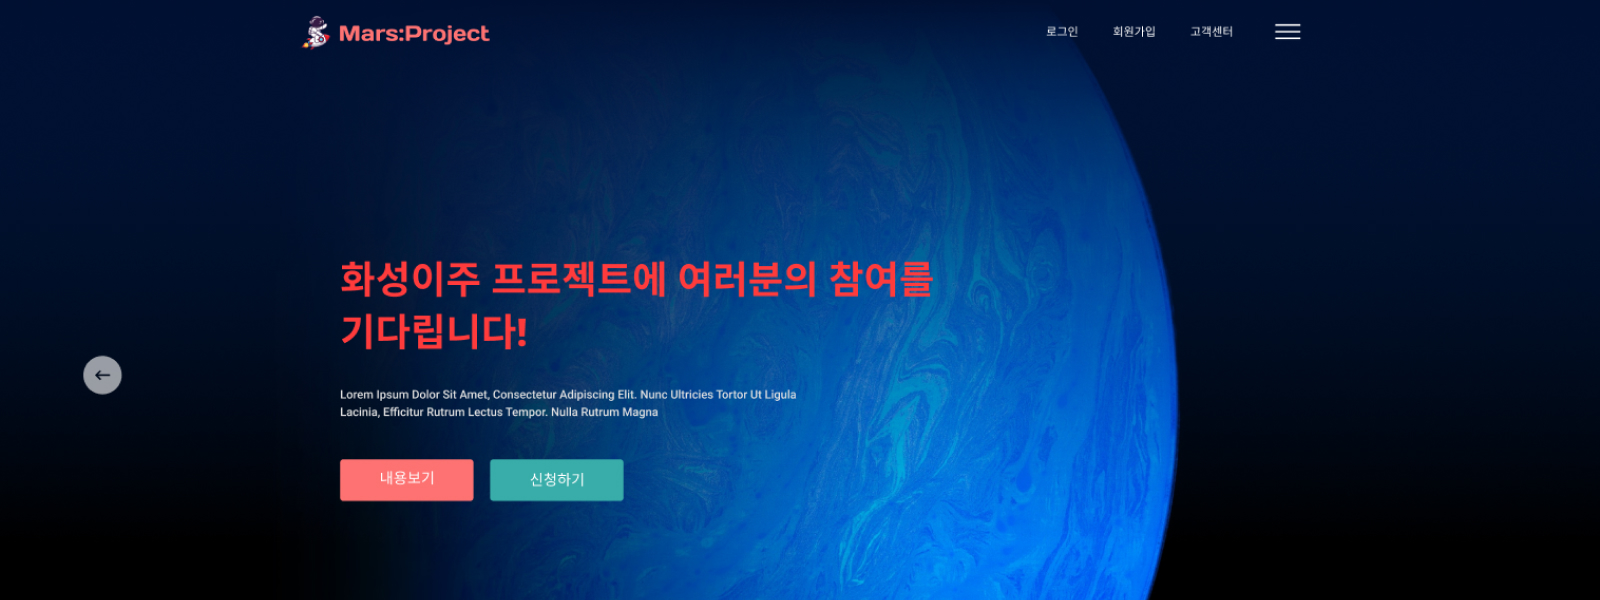 Mars:Project
로그인 회원가입 고객센터
화성이주 프로젝트에 여러분의 참여를
기다립니다!
Lorem Ipsum Dolor Sit Amet, Consectetur Adipiscing Elit. Nunc Ultricies Tortor Ut Ligula
Lacinia, Efficitur Rutrum Lectus Tempor. Nulla Rutrum Magna
내용보기 신청하기